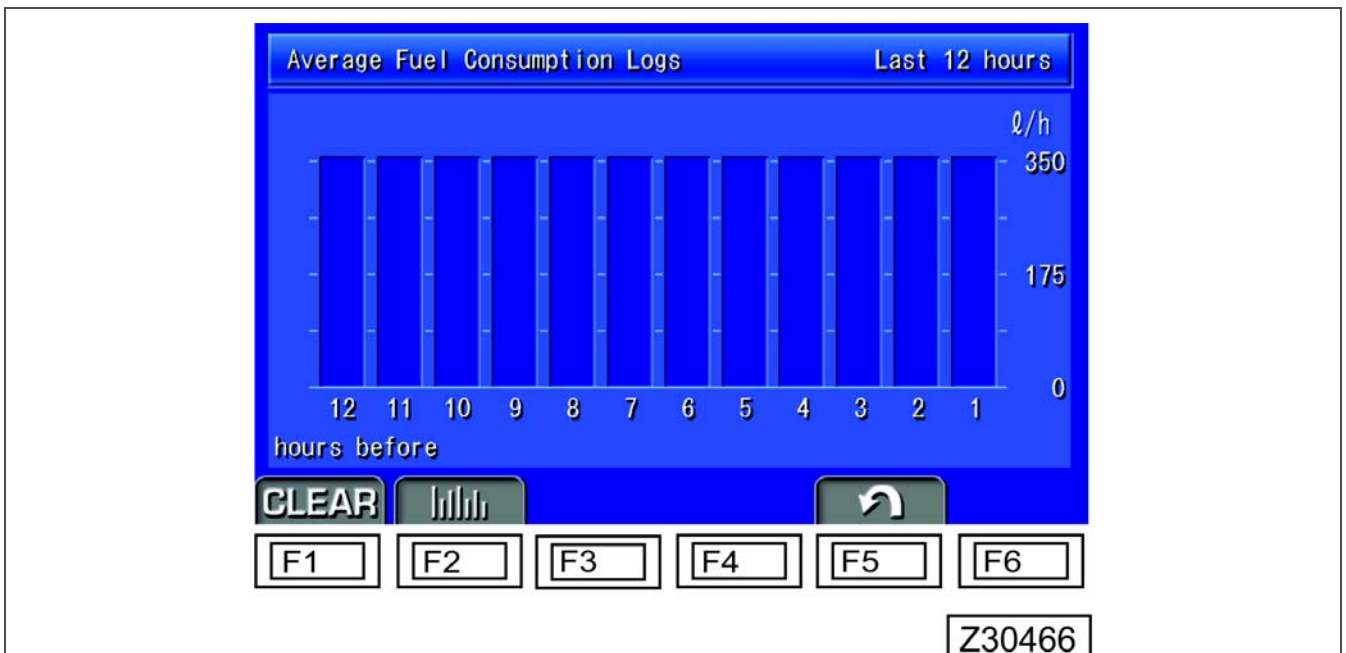 Average Fuel Consumption Logs Last 12 hours
ℓ/h
350
175
0
12 11 10 9 8 7 6 5 4 3 2 1
hours before
CLEAR
F1 F2 F3 F4 F5 F6
Z30466